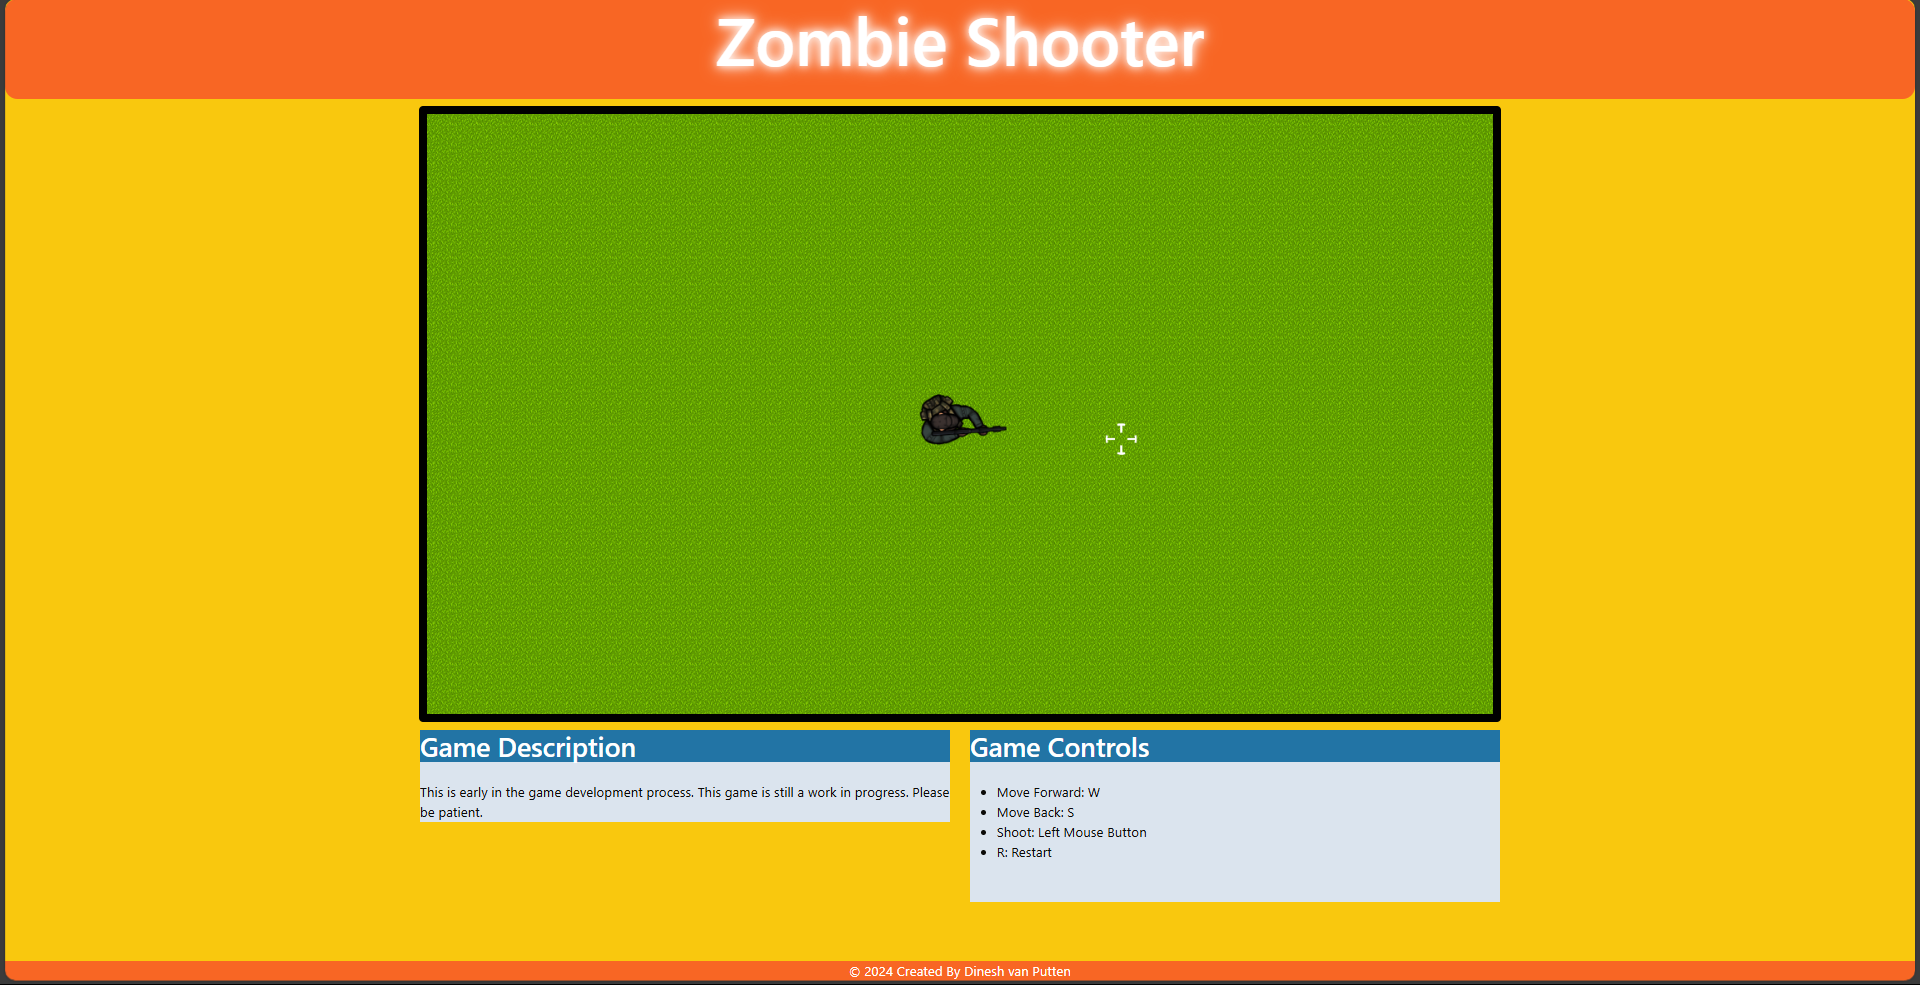 Zombie Shooter
Game Description
This is early in the game development process. This game is still a work in progress. Please
be patient.
Game Controls
• Move Forward: W
• Move Back: S
• Shoot: Left Mouse Button
• R: Restart
© 2024 Created By Dinesh van Putten